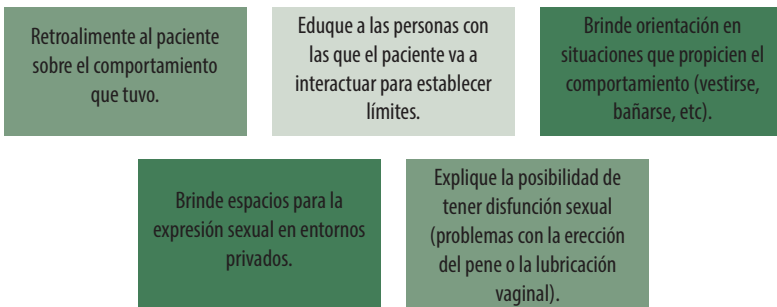 Retroalimente al paciente
sobre el comportamiento
que tuvo.
Eduque a las personas con
las que el paciente va a
interactuar para establecer
límites.
Brinde orientación en
situaciones que propicien el
comportamiento (vestirse,
bañarse, etc).
Brinde espacios para la
expresión sexual en entornos
privados.
Explique la posibilidad de
tener disfunción sexual
(problemas con la erección
del pene o la lubricación
vaginal).